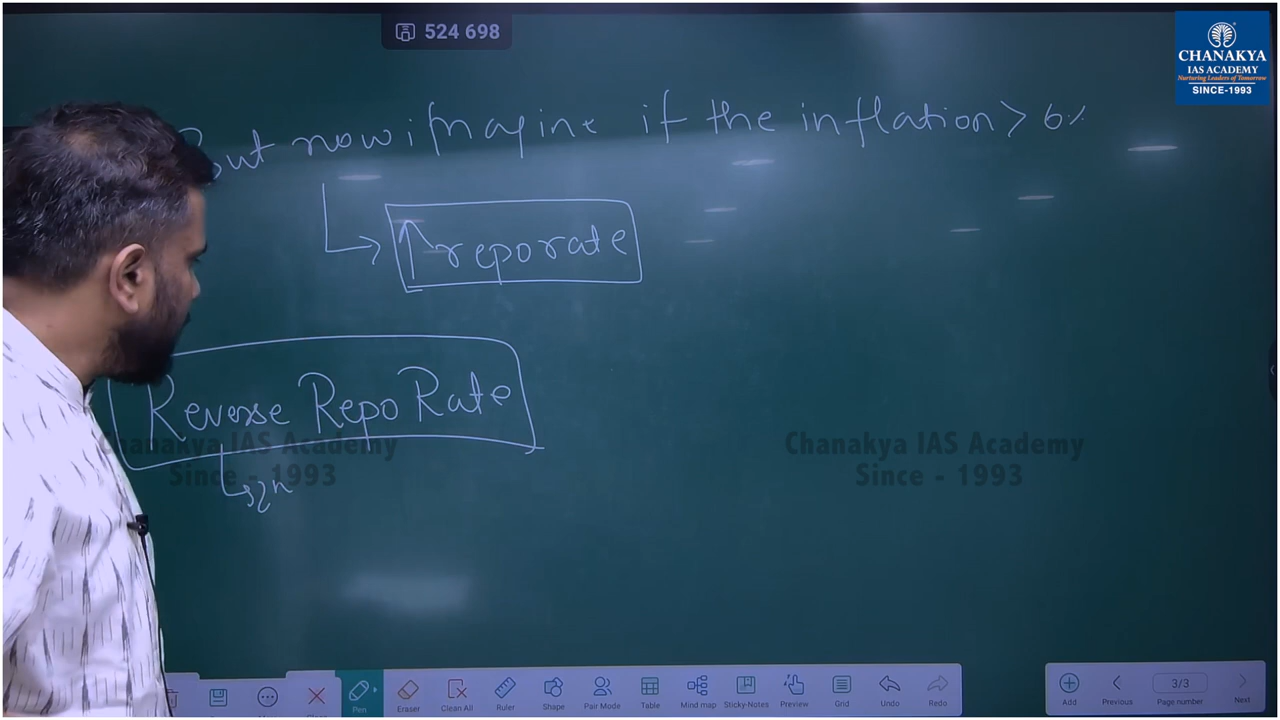 524 698
CHANAKYA
IAS ACADEMY
Nurturing Leaders of Tomorrow
SINCE-1993
But now imagine if the inflation > 6%
↑ repo rate
Reverse Repo Rate
Chanakya IAS Academy
Since - 1993
Chanakya IAS Academy
Since - 1993
Pen
Eraser
Clean All
Ruler
Shape
Pair Mode
Table
Mind map
Sticky-Notes
Preview
Grid
Undo
Redo
Add
Previous
3/3
Page number
Next